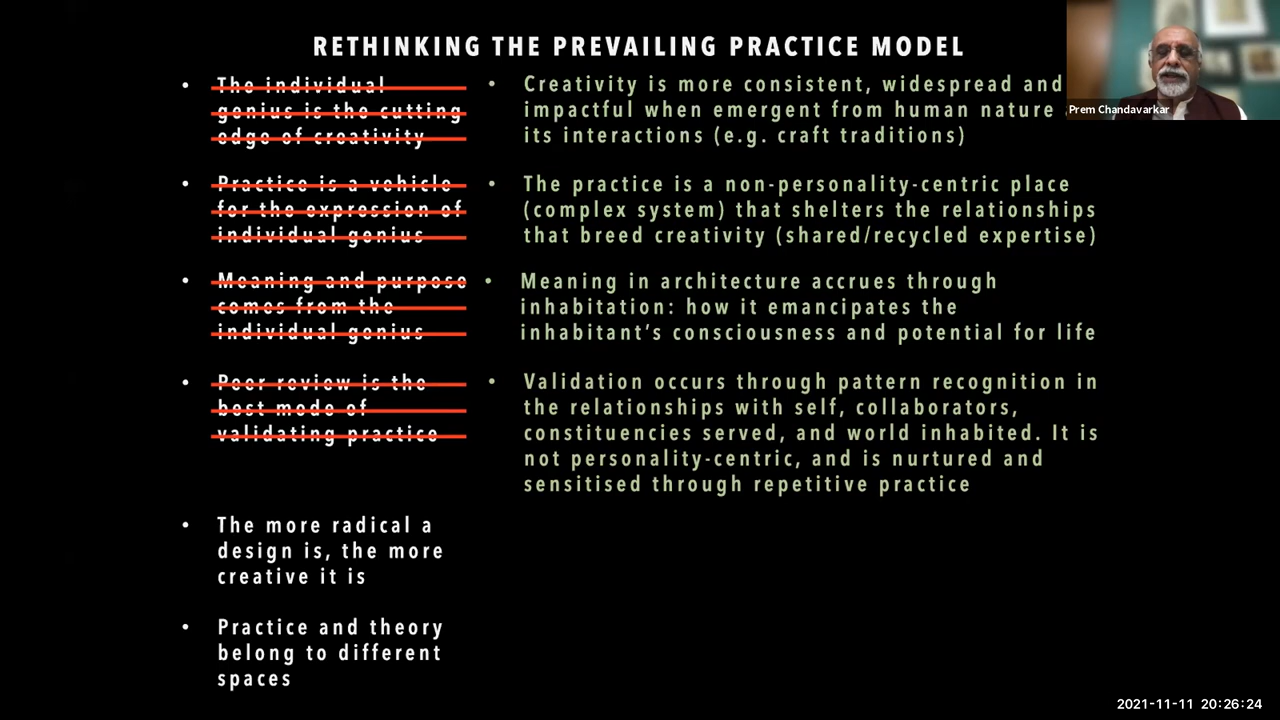 RETHINKING THE PREVAILING PRACTICE MODEL
• The individual
genius is the cutting
edge of creativity
• Creativity is more consistent, widespread and
impactful when emergent from human nature
its interactions (e.g. craft traditions)
• Practice is a vehicle
for the expression of
individual genius
• The practice is a non-personality-centric place
(complex system) that shelters the relationships
that breed creativity (shared/recycled expertise)
• Meaning and purpose
comes from the
individual genius
• Meaning in architecture accrues through
inhabitation: how it emancipates the
inhabitant’s consciousness and potential for life
• Peer review is the
best mode of
validating practice
• Validation occurs through pattern recognition in
the relationships with self, collaborators,
constituencies served, and world inhabited. It is
not personality-centric, and is nurtured and
sensitised through repetitive practice
• The more radical a
design is, the more
creative it is
• Practice and theory
belong to different
spaces
Prem Chandavarkar
2021-11-11 20:26:24